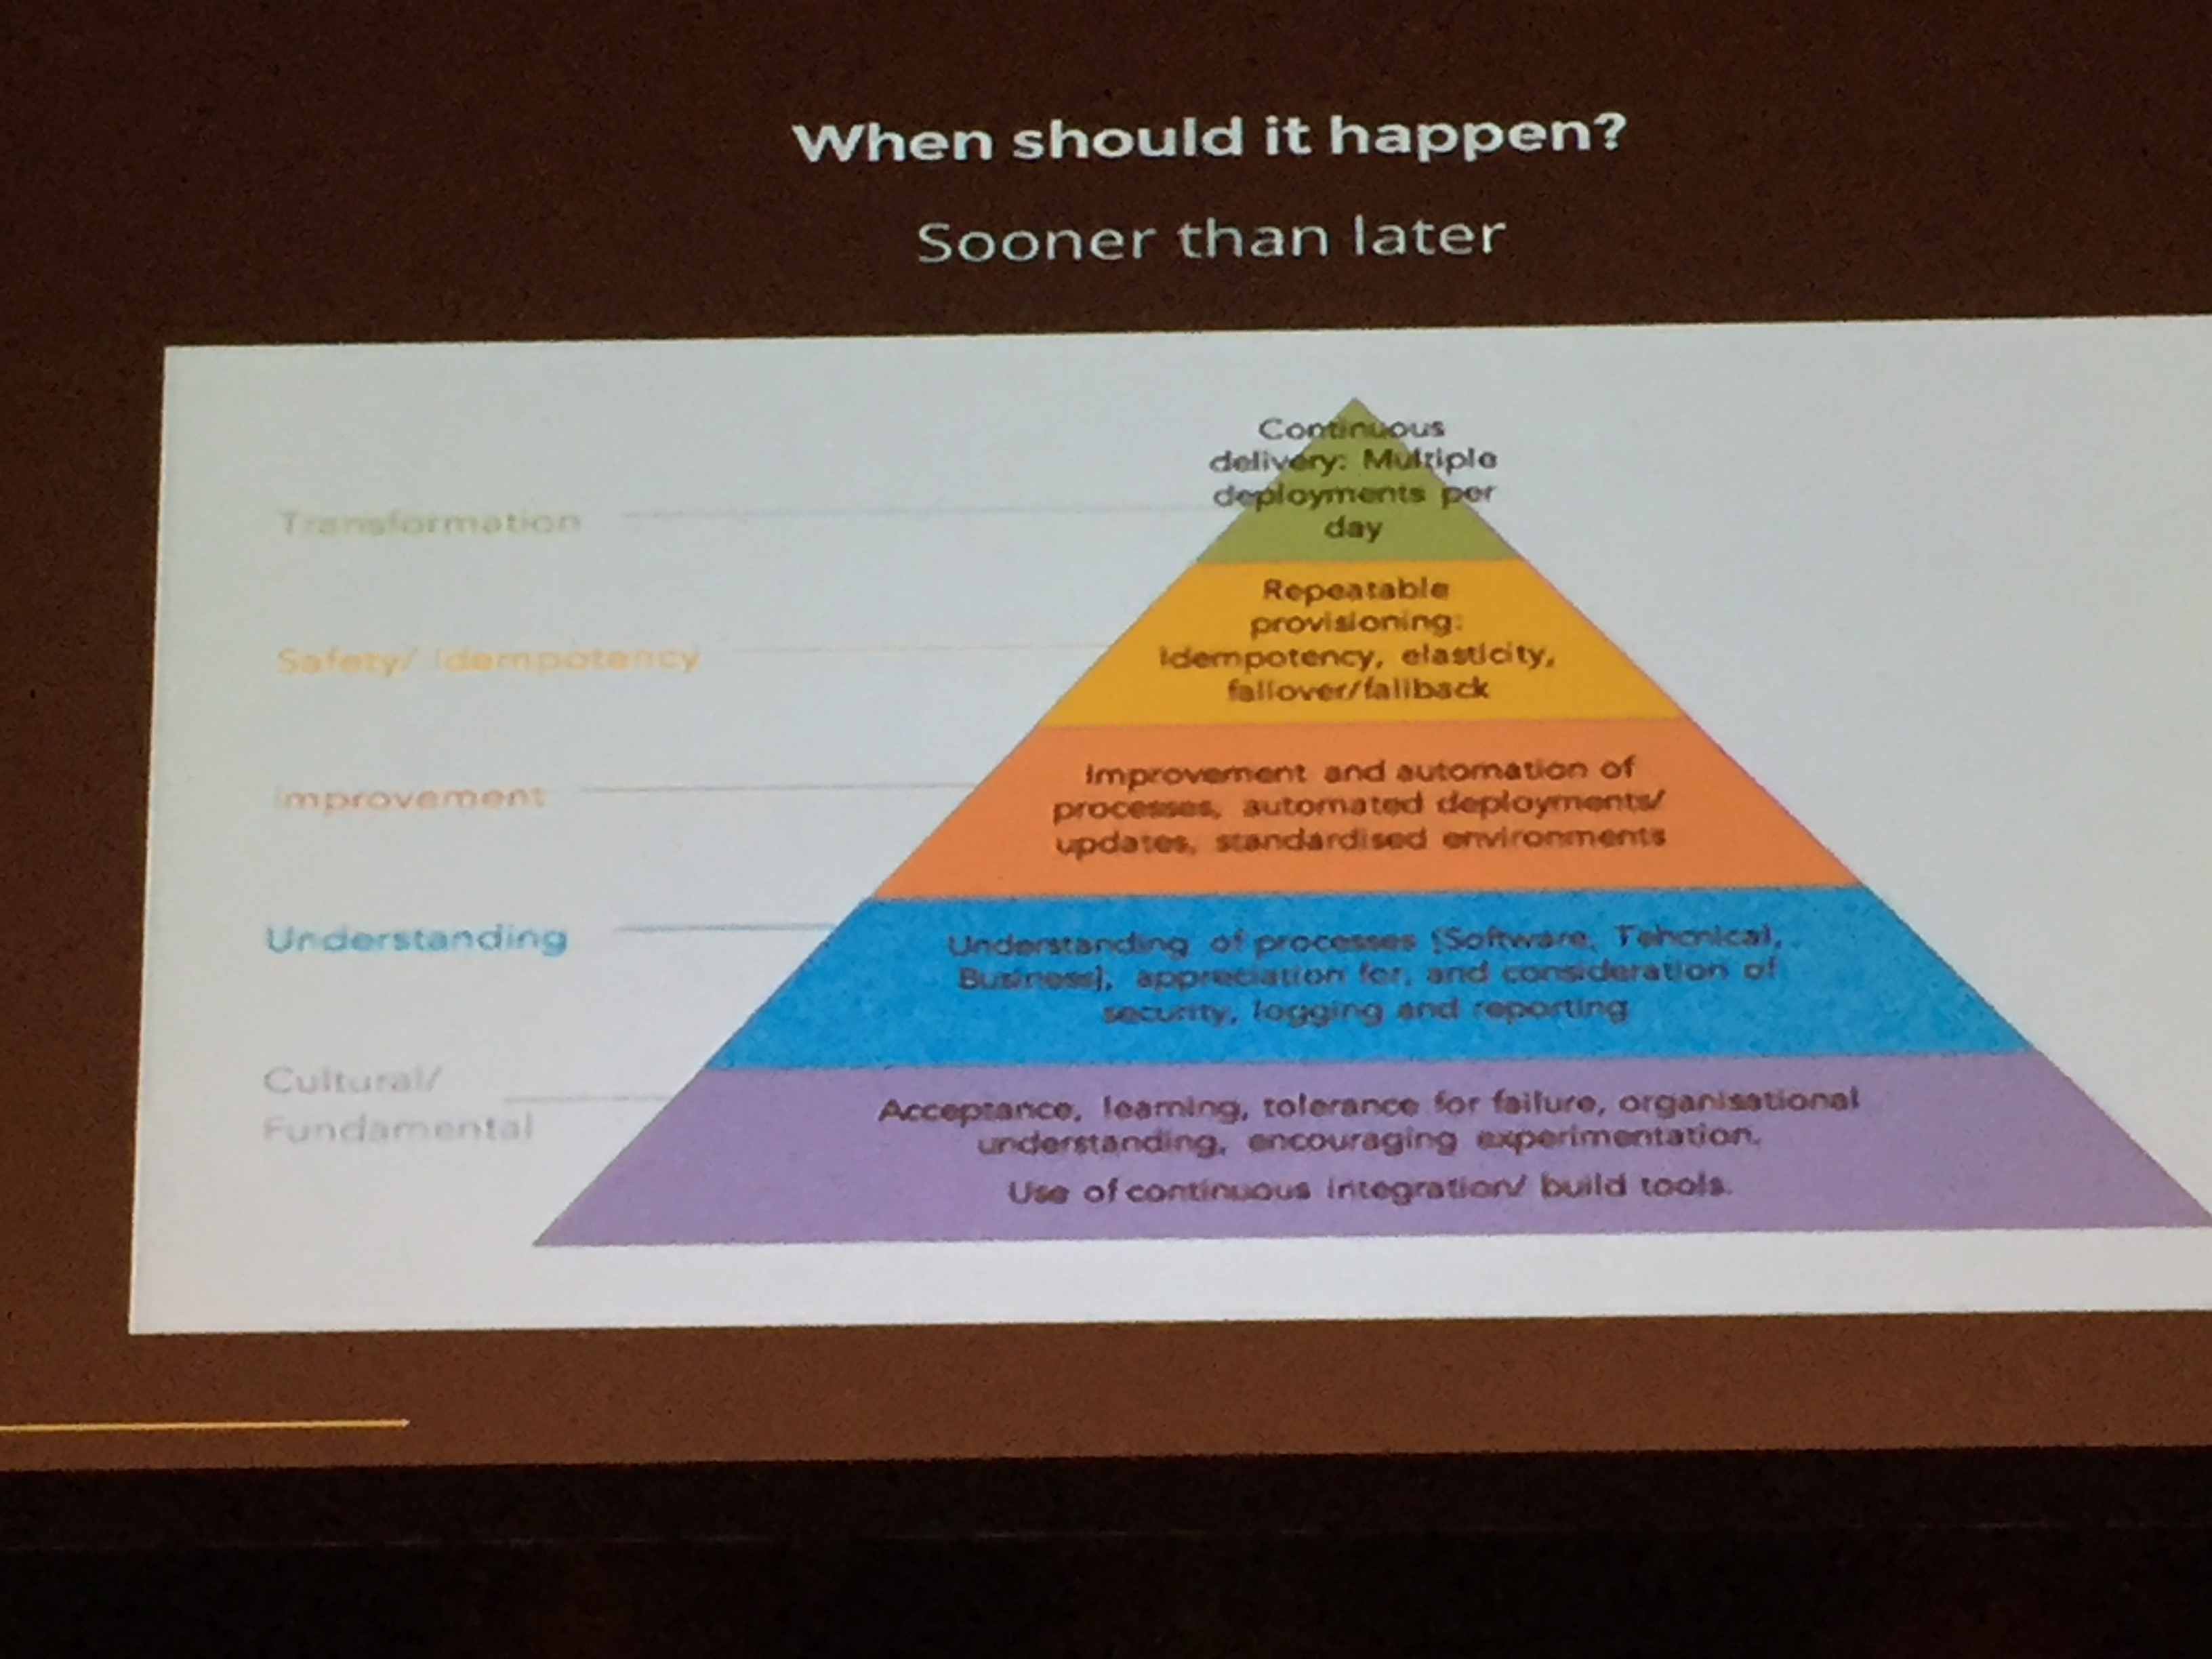 When should it happen?
Sooner than later
Transformation
Continuous
delivery: Multiple
deployments per
day
Safety/ Idempotency
Repeatable
provisioning:
Idempotency, elasticity,
failover/fallback
Improvement
Improvement and automation of
processes, automated deployments/
updates, standardised environments
Understanding
Understanding of processes (Software, Tehcnical,
Business), appreciation for, and consideration of
security, logging and reporting
Cultural/
Fundamental
Acceptance, learning, tolerance for failure, organisational
understanding, encouraging experimentation.
Use of continuous integration/ build tools.